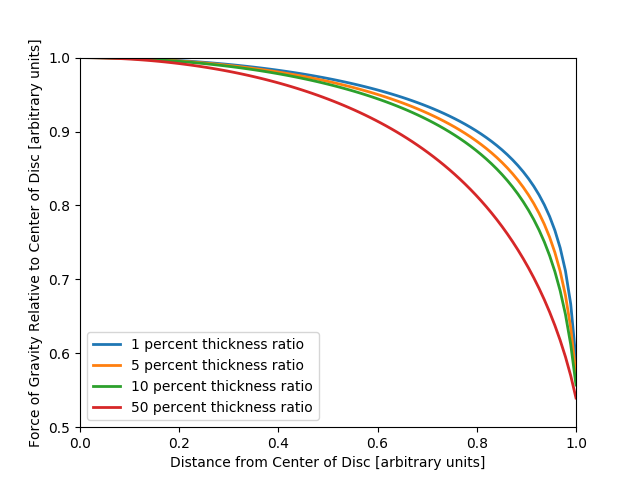 Force of Gravity Relative to Center of Disc [arbitrary units]
1.0
0.9
0.8
0.7
0.6
0.5
1 percent thickness ratio
5 percent thickness ratio
10 percent thickness ratio
50 percent thickness ratio
0.0 0.2 0.4 0.6 0.8 1.0
Distance from Center of Disc [arbitrary units]